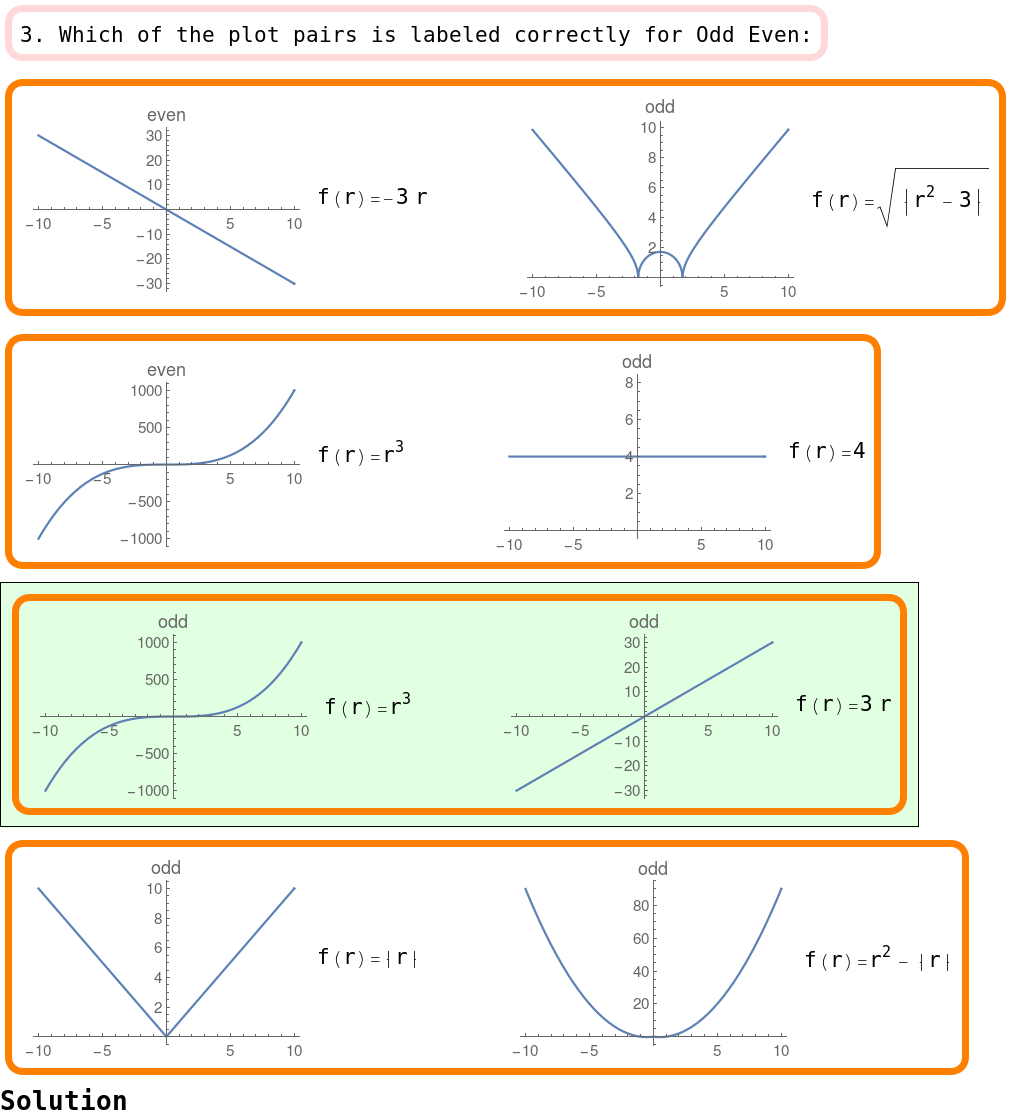 3. Which of the plot pairs is labeled correctly for Odd Even:
even
30
20
10
−10 −5 5 10
−10
−20
−30
f(r)=−3 r
odd
10
8
6
4
2
−10 −5 5 10
f(r)=√|r² − 3|
even
1000
500
−10 −5 5 10
−500
−1000
f(r)=r³
odd
8
6
4
2
−10 −5 5 10
f(r)=4
odd
1000
500
−10 −5 5 10
−500
−1000
f(r)=r³
odd
30
20
10
−10 −5 5 10
−10
−20
−30
f(r)=3 r
odd
10
8
6
4
2
−10 −5 5 10
f(r)=|r|
odd
80
60
40
20
−10 −5 5 10
f(r)=r² − |r|
Solution